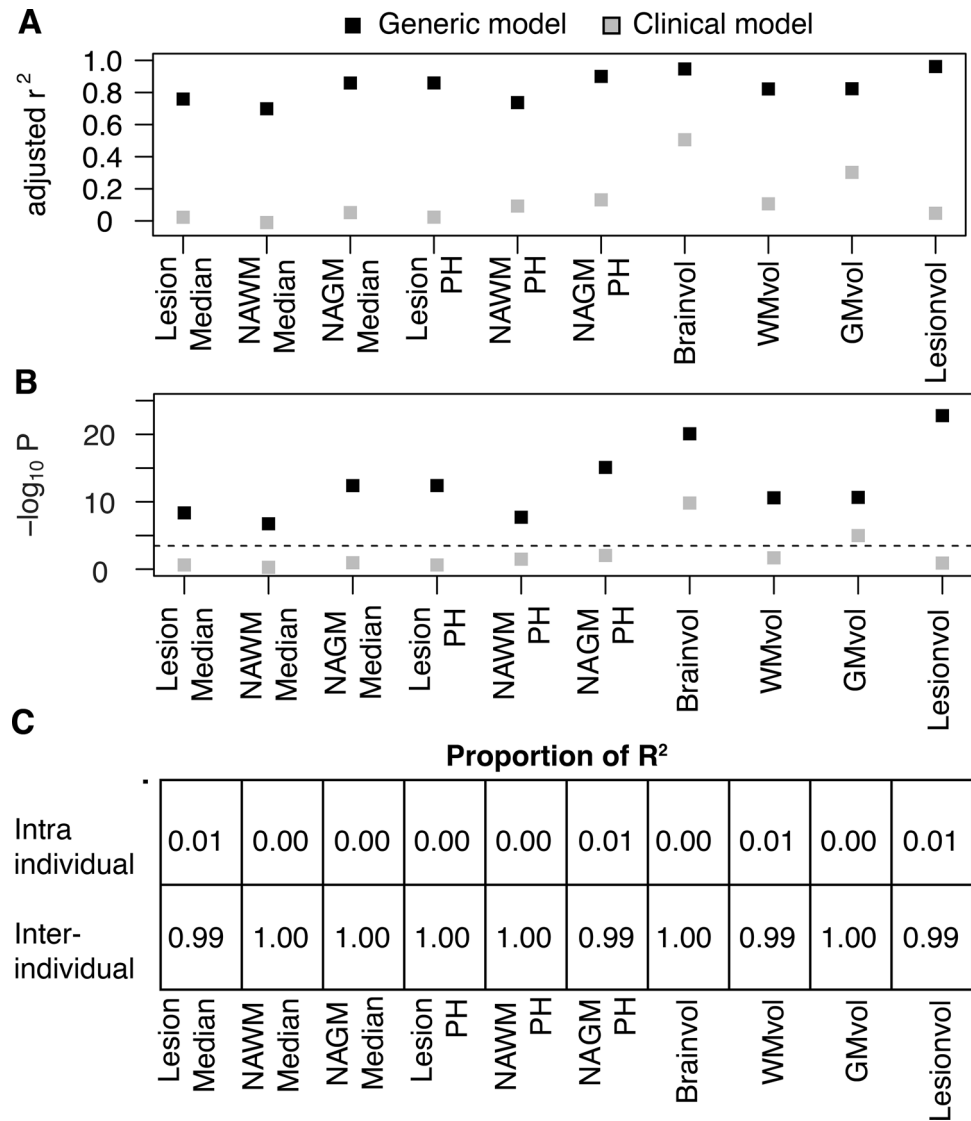 A
Generic model
Clinical model
adjusted r²
1.0
0.8
0.6
0.4
0.2
0
Lesion
Median
NAWM
Median
NAGM
Median
Lesion
PH
NAWM
PH
NAGM
PH
Brainvol
WMvol
GMvol
Lesionvol
B
−log₁₀ P
20
10
0
Lesion
Median
NAWM
Median
NAGM
Median
Lesion
PH
NAWM
PH
NAGM
PH
Brainvol
WMvol
GMvol
Lesionvol
C
Proportion of R²
Intra
individual
0.01 0.00 0.00 0.00 0.00 0.01 0.00 0.01 0.00 0.01
Inter-
individual
0.99 1.00 1.00 1.00 1.00 0.99 1.00 0.99 1.00 0.99
Lesion
Median
NAWM
Median
NAGM
Median
Lesion
PH
NAWM
PH
NAGM
PH
Brainvol
WMvol
GMvol
Lesionvol